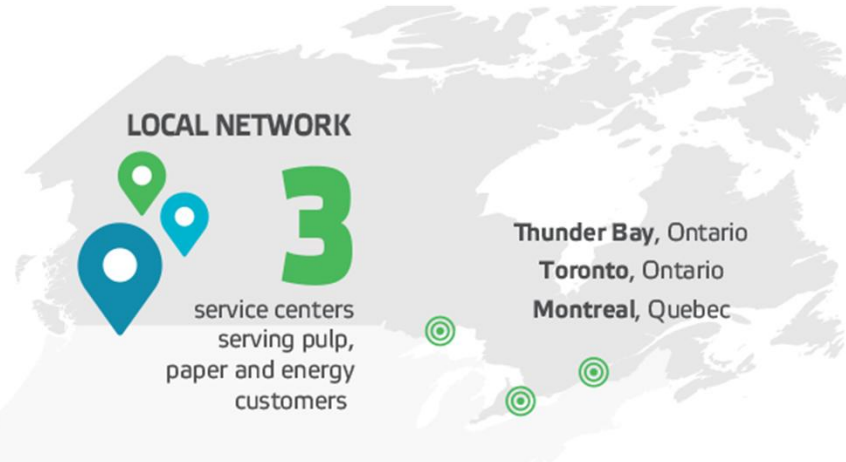 LOCAL NETWORK
3
service centers
serving pulp,
paper and energy
customers
Thunder Bay, Ontario
Toronto, Ontario
Montreal, Quebec